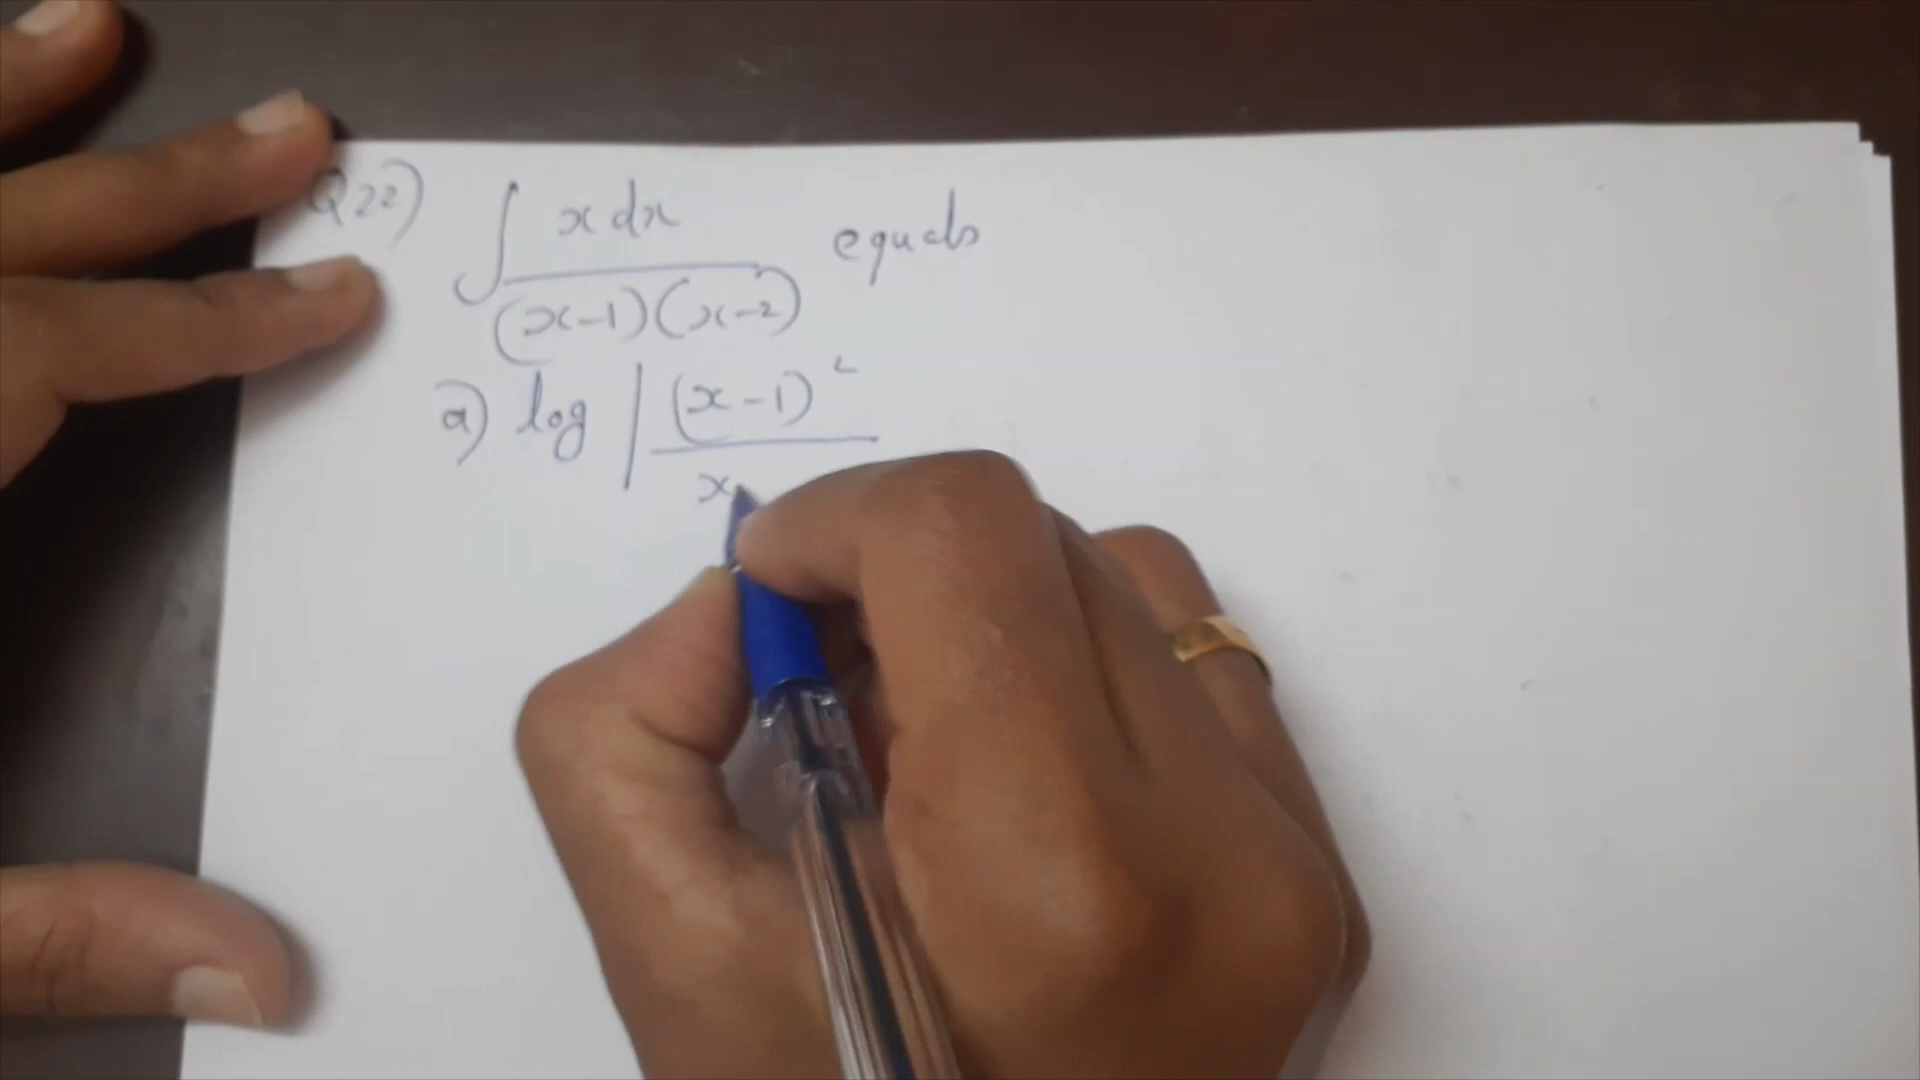 Q22) ∫ x dx / (x-1)(x-2) equals
a) log | (x-1)² / x